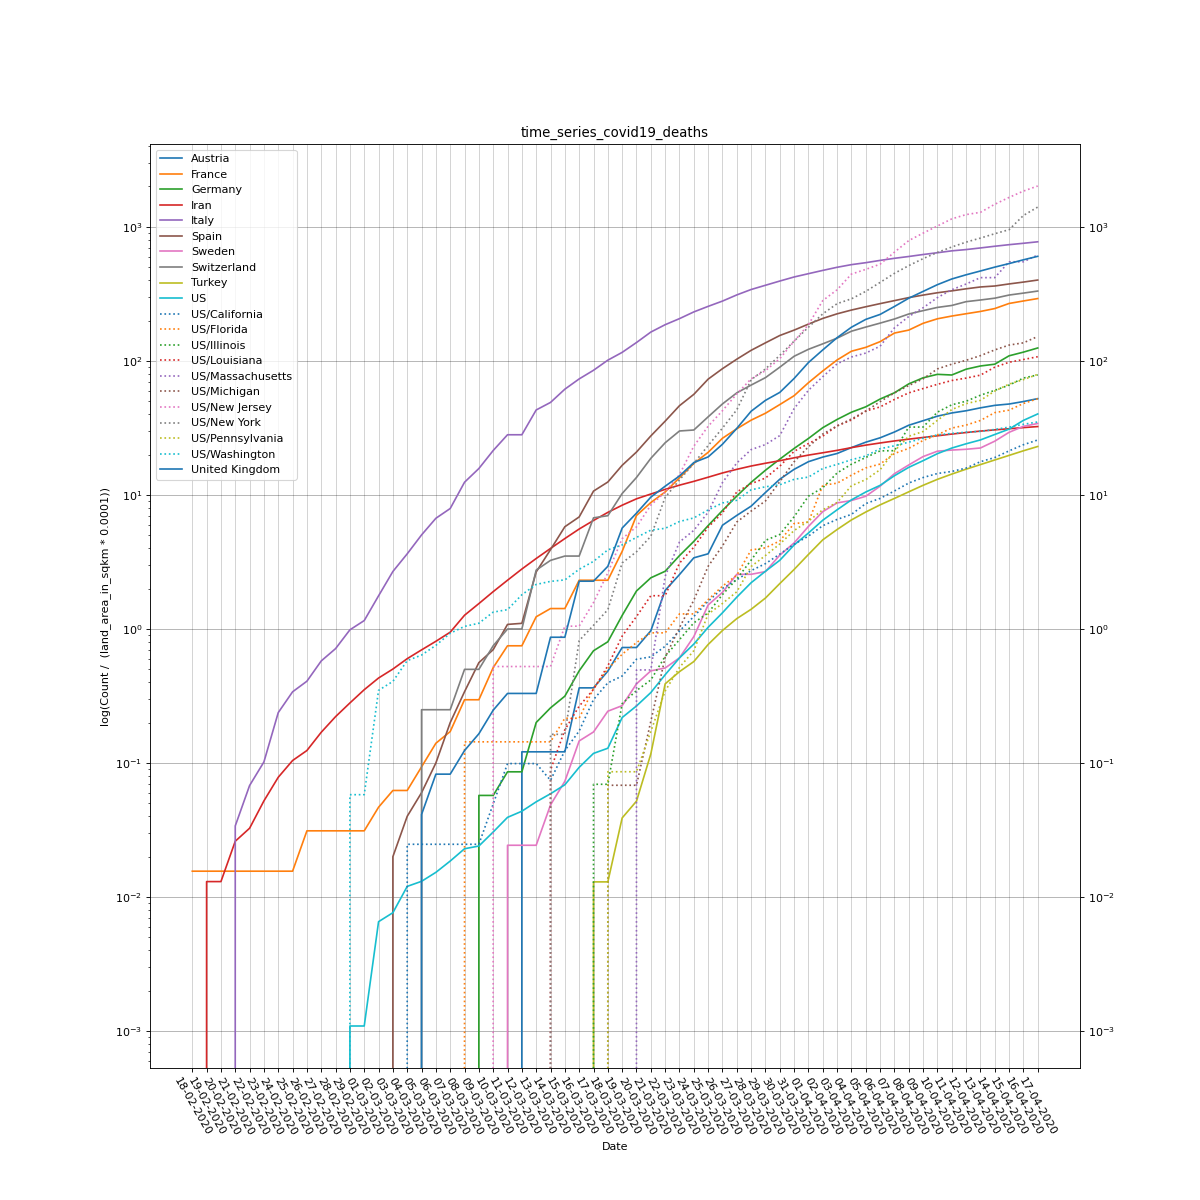 time_series_covid19_deaths
Austria
France
Germany
Iran
Italy
Spain
Sweden
Switzerland
Turkey
US
US/California
US/Florida
US/Illinois
US/Louisiana
US/Massachusetts
US/Michigan
US/New Jersey
US/New York
US/Pennsylvania
US/Washington
United Kingdom
log(Count / (land_area_in_sqkm * 0.0001))
10³ 10³
10² 10²
10¹ 10¹
10⁰ 10⁰
10⁻¹ 10⁻¹
10⁻² 10⁻²
10⁻³ 10⁻³
18-02-2020
19-02-2020
20-02-2020
21-02-2020
22-02-2020
23-02-2020
24-02-2020
25-02-2020
26-02-2020
27-02-2020
28-02-2020
29-02-2020
01-03-2020
02-03-2020
03-03-2020
04-03-2020
05-03-2020
06-03-2020
07-03-2020
08-03-2020
09-03-2020
10-03-2020
11-03-2020
12-03-2020
13-03-2020
14-03-2020
15-03-2020
16-03-2020
17-03-2020
18-03-2020
19-03-2020
20-03-2020
21-03-2020
22-03-2020
23-03-2020
24-03-2020
25-03-2020
26-03-2020
27-03-2020
28-03-2020
29-03-2020
30-03-2020
31-03-2020
01-04-2020
02-04-2020
03-04-2020
04-04-2020
05-04-2020
06-04-2020
07-04-2020
08-04-2020
09-04-2020
10-04-2020
11-04-2020
12-04-2020
13-04-2020
14-04-2020
15-04-2020
16-04-2020
17-04-2020
Date